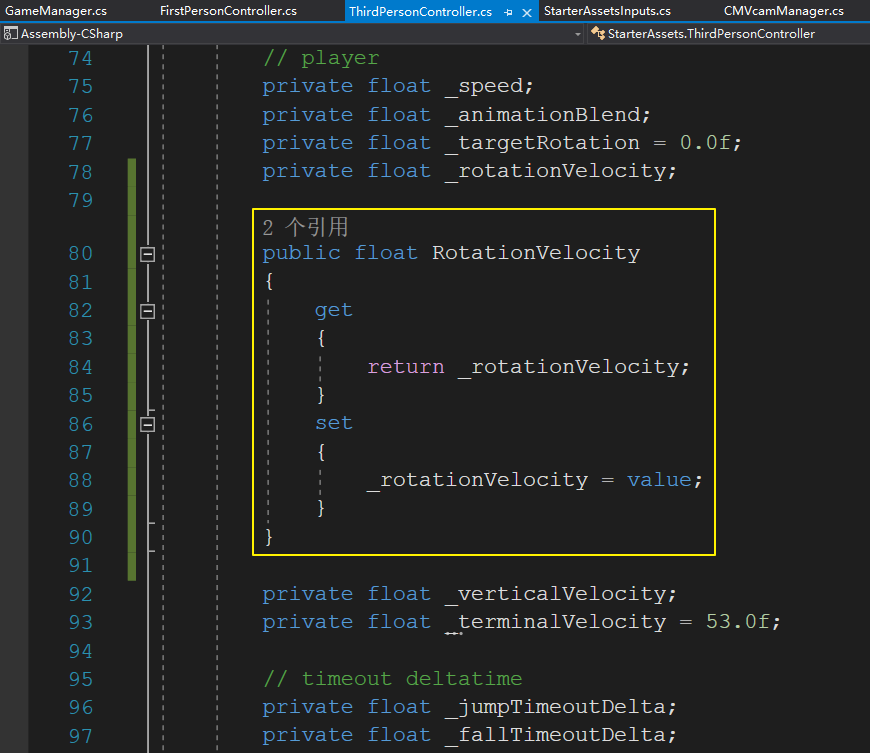 GameManager.cs FirstPersonController.cs ThirdPersonController.cs StarterAssetsInputs.cs CMVcamManager.cs
Assembly-CSharp StarterAssets.ThirdPersonController
74 // player
75 private float _speed;
76 private float _animationBlend;
77 private float _targetRotation = 0.0f;
78 private float _rotationVelocity;
79
2 个引用
80 public float RotationVelocity
81 {
82 get
83 {
84 return _rotationVelocity;
85 }
86 set
87 {
88 _rotationVelocity = value;
89 }
90 }
91
92 private float _verticalVelocity;
93 private float _terminalVelocity = 53.0f;
94
95 // timeout deltatime
96 private float _jumpTimeoutDelta;
97 private float _fallTimeoutDelta;